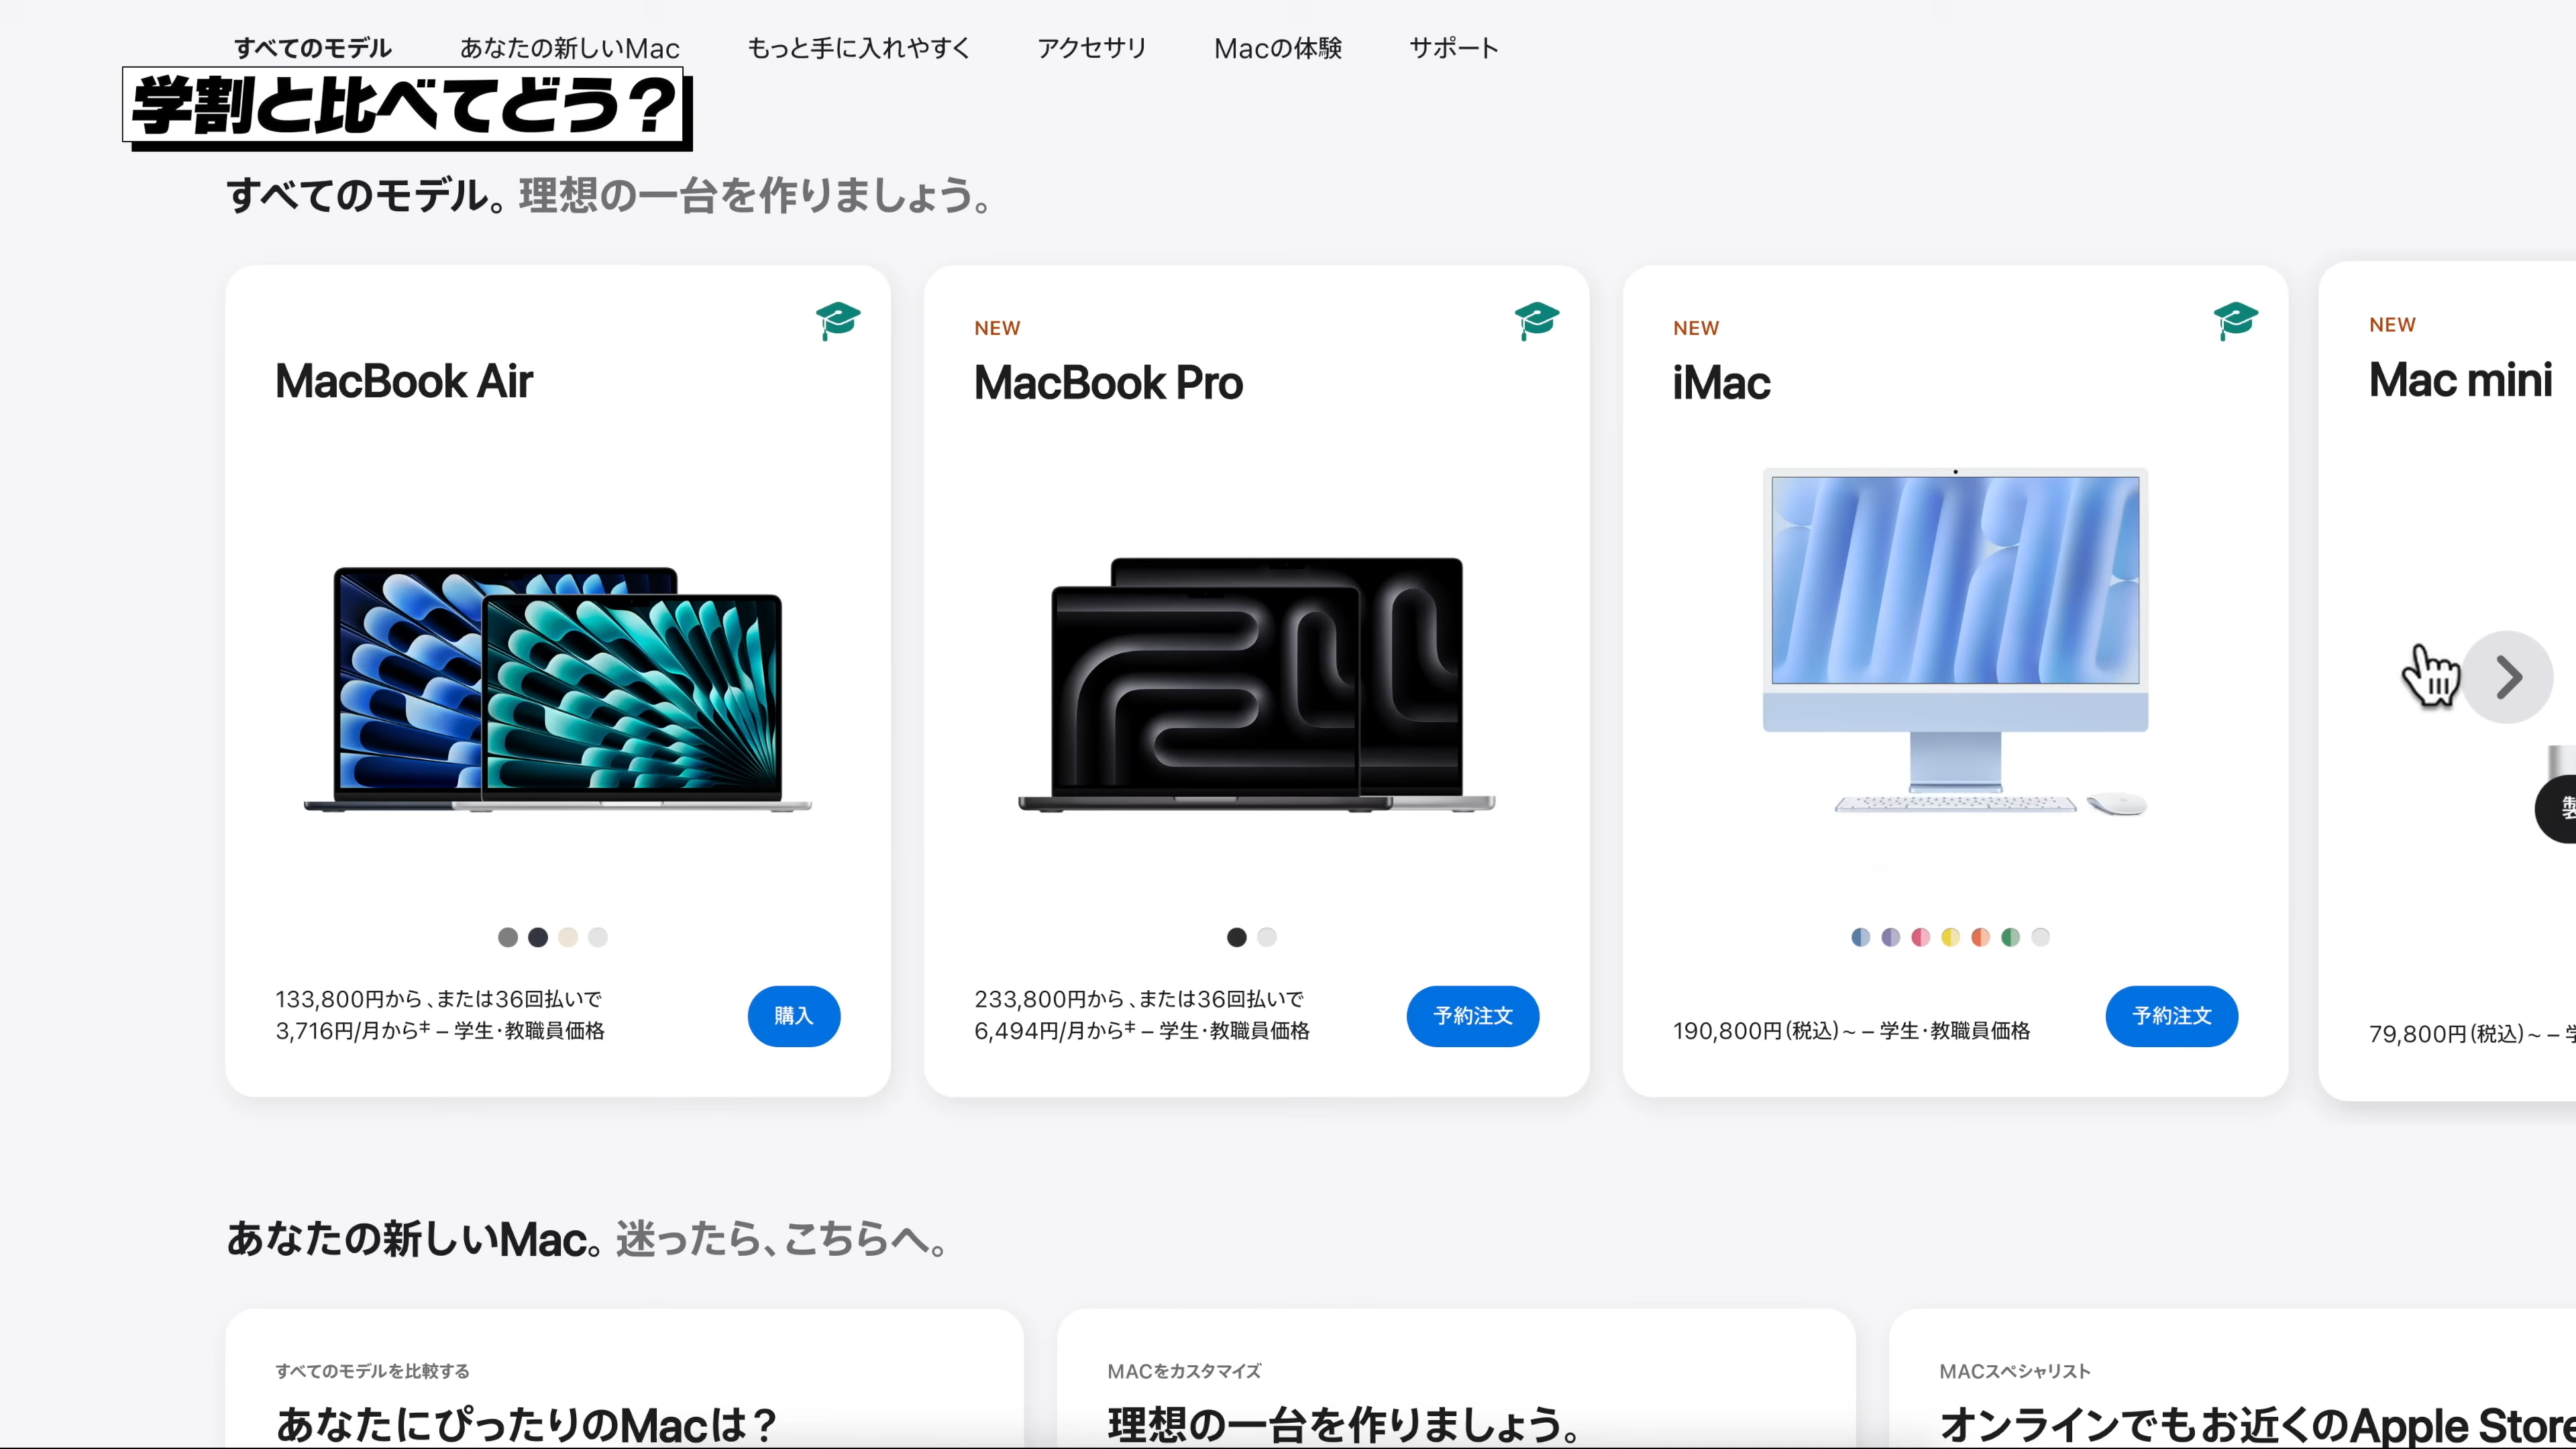 すべてのモデル あなたの新しいMac もっと手に入れやすく アクセサリ Macの体験 サポート
学割と比べてどう？
すべてのモデル。理想の一台を作りましょう。
MacBook Air
133,800円から、または36回払いで
3,716円/月から‡ – 学生･教職員価格
購入
NEW
MacBook Pro
233,800円から、または36回払いで
6,494円/月から‡ – 学生･教職員価格
予約注文
NEW
iMac
190,800円(税込)~ – 学生･教職員価格
予約注文
NEW
Mac mini
製
79,800円(税込)~ – 学
あなたの新しいMac。迷ったら、こちらへ。
すべてのモデルを比較する
あなたにぴったりのMacは？
MACをカスタマイズ
理想の一台を作りましょう。
MACスペシャリスト
オンラインでもお近くのApple Store